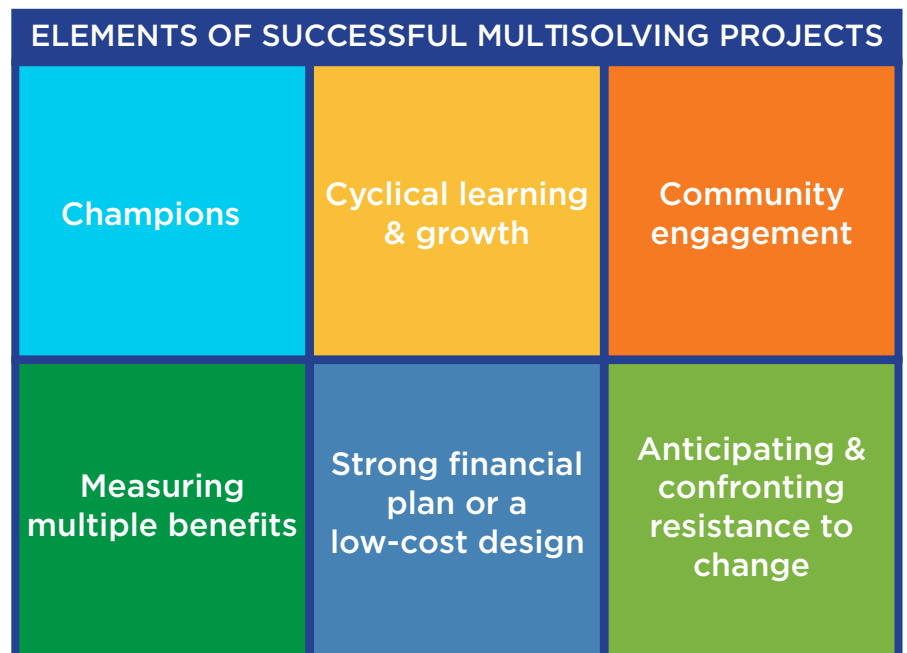 ELEMENTS OF SUCCESSFUL MULTISOLVING PROJECTS
Champions
Cyclical learning
& growth
Community
engagement
Measuring
multiple benefits
Strong financial
plan or a
low-cost design
Anticipating &
confronting
resistance to
change